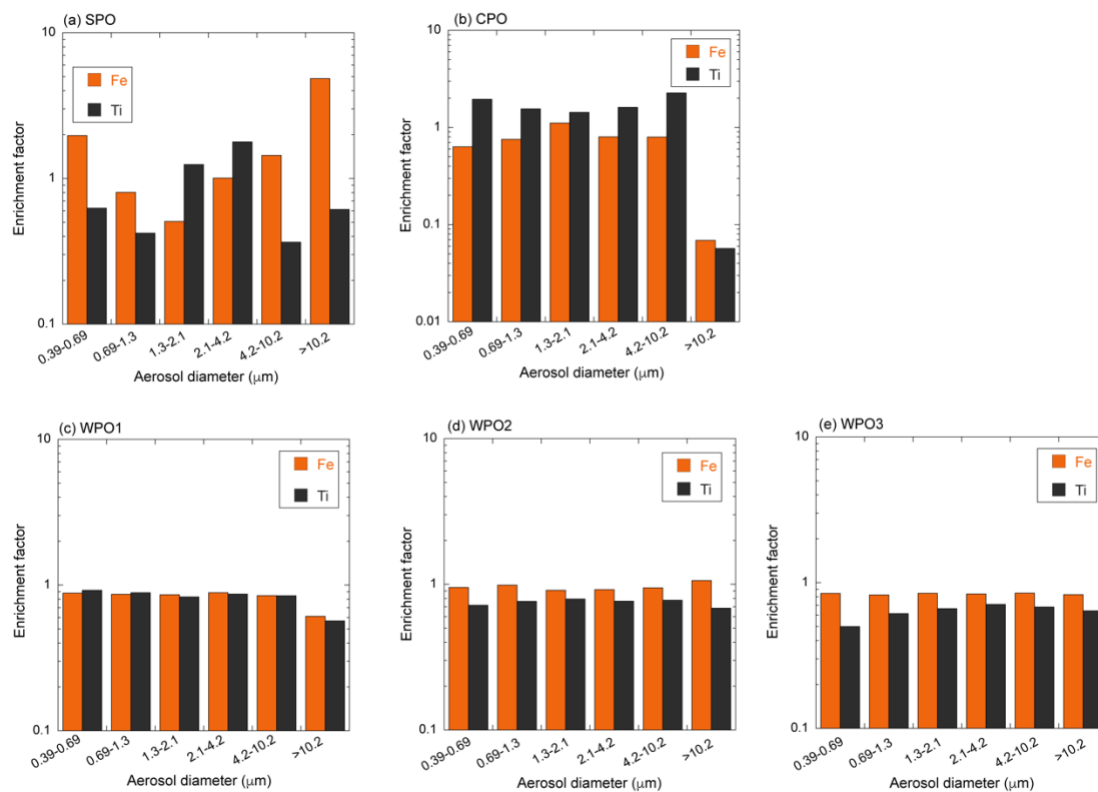 (a) SPO
10
1
0.1
Enrichment factor
Fe
Ti
0.39-0.69
0.69-1.3
1.3-2.1
2.1-4.2
4.2-10.2
>10.2
Aerosol diameter (μm)
(b) CPO
10
1
0.1
0.01
Enrichment factor
Fe
Ti
0.39-0.69
0.69-1.3
1.3-2.1
2.1-4.2
4.2-10.2
>10.2
Aerosol diameter (μm)
(c) WPO1
10
1
0.1
Enrichment factor
Fe
Ti
0.39-0.69
0.69-1.3
1.3-2.1
2.1-4.2
4.2-10.2
>10.2
Aerosol diameter (μm)
(d) WPO2
10
1
0.1
Enrichment factor
Fe
Ti
0.39-0.69
0.69-1.3
1.3-2.1
2.1-4.2
4.2-10.2
>10.2
Aerosol diameter (μm)
(e) WPO3
10
1
0.1
Enrichment factor
Fe
Ti
0.39-0.69
0.69-1.3
1.3-2.1
2.1-4.2
4.2-10.2
>10.2
Aerosol diameter (μm)